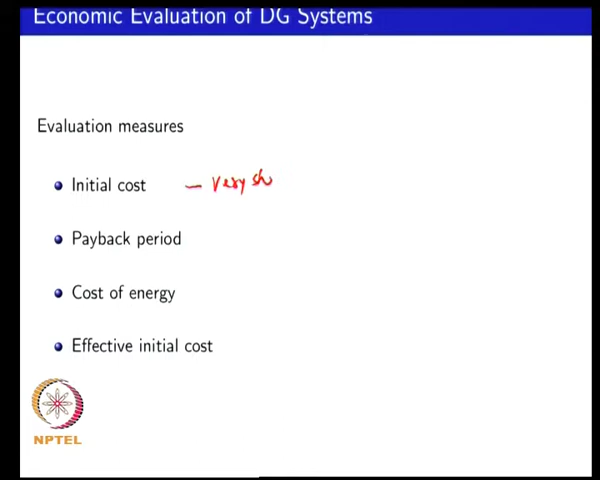 Economic Evaluation of DG Systems
Evaluation measures
Initial cost — Very sh
Payback period
Cost of energy
Effective initial cost
NPTEL